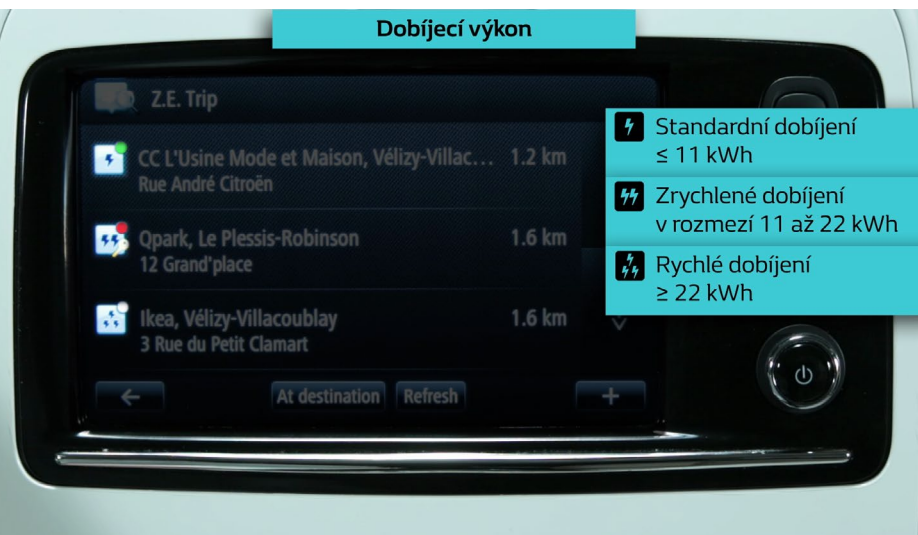 Dobíjecí výkon
Z.E. Trip
CC L'Usine Mode et Maison, Vélizy-Villac... 1.2 km
Rue André Citroën
Qpark, Le Plessis-Robinson 1.6 km
12 Grand'place
Ikea, Vélizy-Villacoublay 1.6 km
3 Rue du Petit Clamart
At destination Refresh
Standardní dobíjení
≤ 11 kWh
Zrychlené dobíjení
v rozmezí 11 až 22 kWh
Rychlé dobíjení
≥ 22 kWh